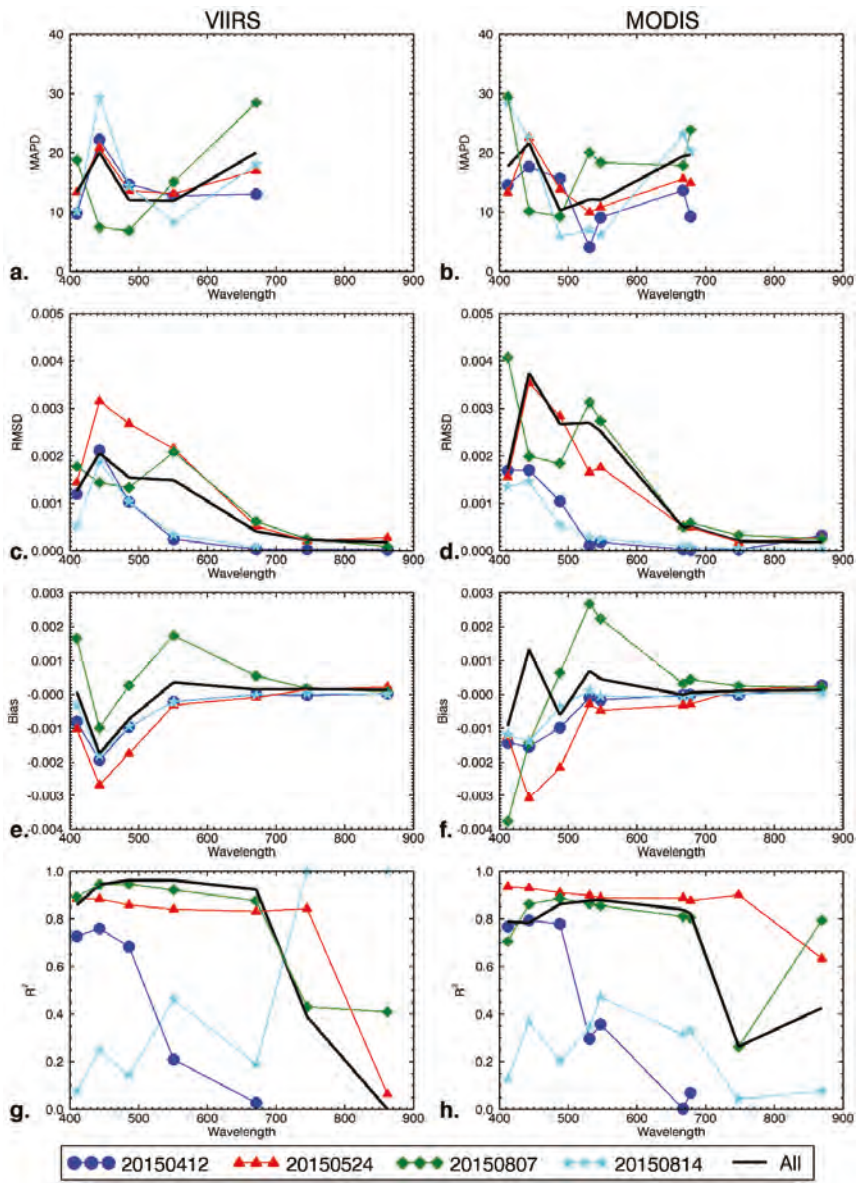 VIIRS
MODIS
40
30
20
10
0
MAPD
400 500 600 700 800 900
Wavelength
a.
40
30
20
10
0
MAPD
400 500 600 700 800 900
Wavelength
b.
0.005
0.004
0.003
0.002
0.001
0.000
RMSD
400 500 600 700 800 900
Wavelength
c.
0.005
0.004
0.003
0.002
0.001
0.000
RMSD
400 500 600 700 800 900
Wavelength
d.
0.003
0.002
0.001
-0.000
-0.001
-0.002
-0.003
-0.004
Bias
400 500 600 700 800 900
Wavelength
e.
0.003
0.002
0.001
-0.000
-0.001
-0.002
-0.003
-0.004
Bias
400 500 600 700 800 900
Wavelength
f.
1.0
0.8
0.6
0.4
0.2
0.0
R²
400 500 600 700 800 900
Wavelength
g.
1.0
0.8
0.6
0.4
0.2
0.0
R²
400 500 600 700 800 900
Wavelength
h.
20150412 20150524 20150807 20150814 All